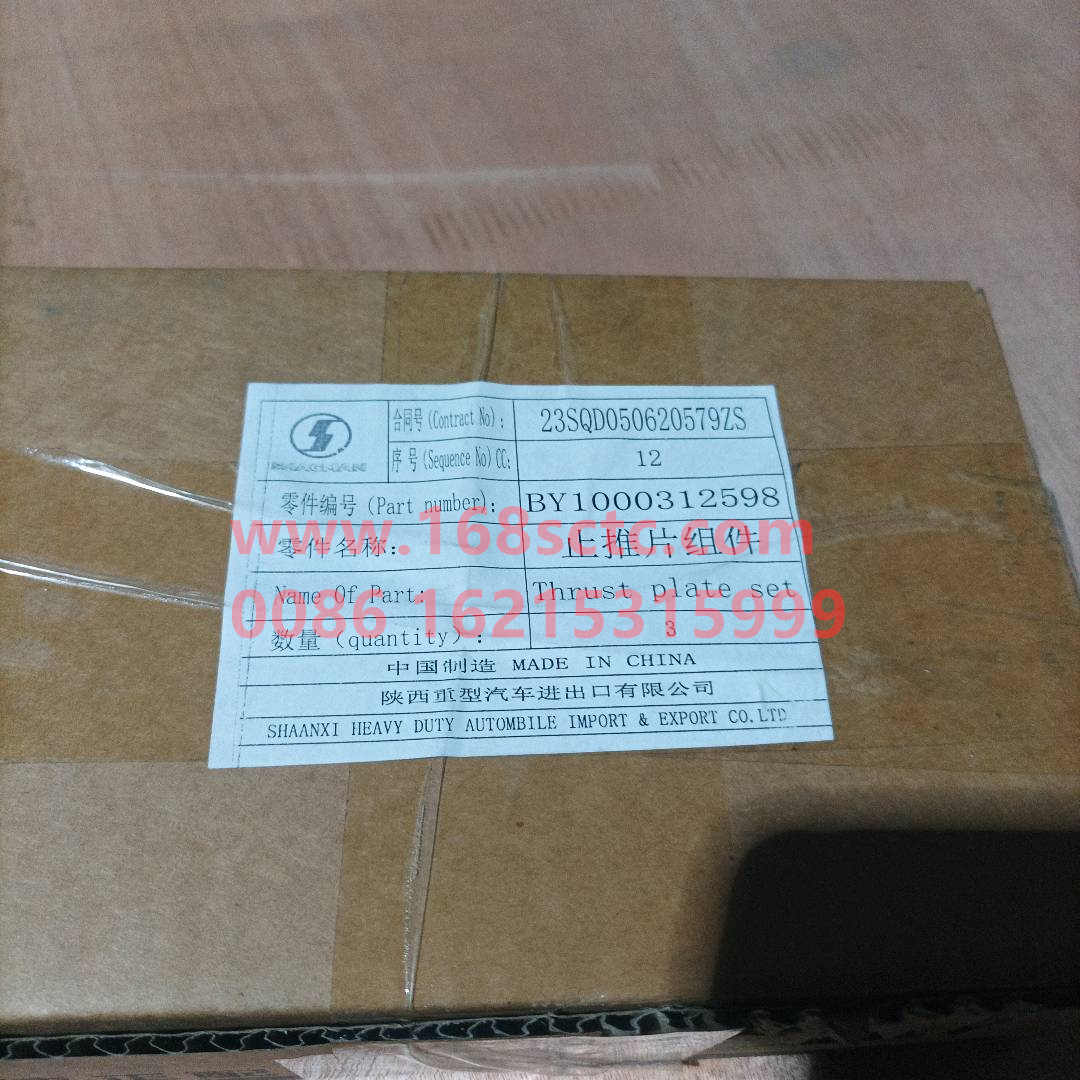 SHACMAN
合同号(Contract No): 23SQD050620579ZS
序号(Sequence No)CC: 12
零件编号(Part number): BY1000312598
www.168sctc.com
零件名称: 止推片组件
Name Of Part: Thrust plate set
0086 16215315999
数量(quantity): 3
中国制造 MADE IN CHINA
陕西重型汽车进出口有限公司
SHAANXI HEAVY DUTY AUTOMBILE IMPORT & EXPORT CO.LTD